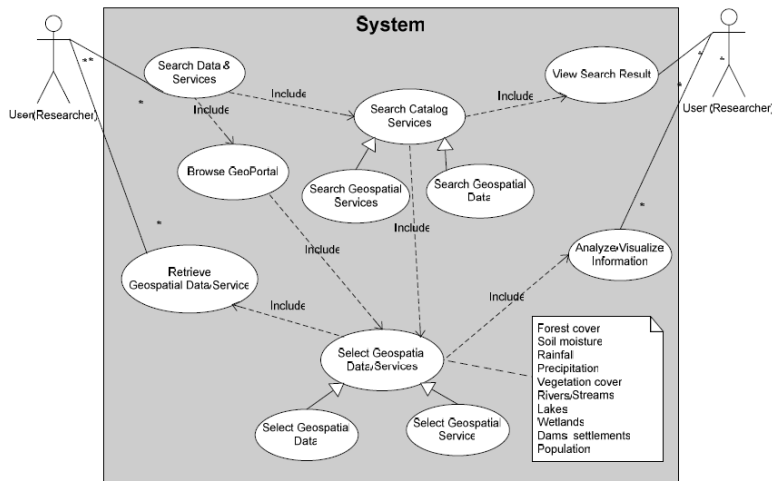 System
Search Data & Services
Include
Include
Search Catalog
Services
Include
View Search Result
User(Researcher)
User (Researcher)
* *
*
*
*
*
*
*
Browse GeoPortal
Search Geospatial
Services
Search Geospatial
Data
Include
Include
Retrieve
Geospatial Data/Service
Analyze/Visualize
Information
Include
Include
Select Geospatia
Data/Services
Select Geospatial
Data
Select Geospatial
Service
Forest cover
Soil moisture
Rainfall
Precipitation
Vegetation cover
Rivers/Streams
Lakes
Wetlands
Dams settlements
Population